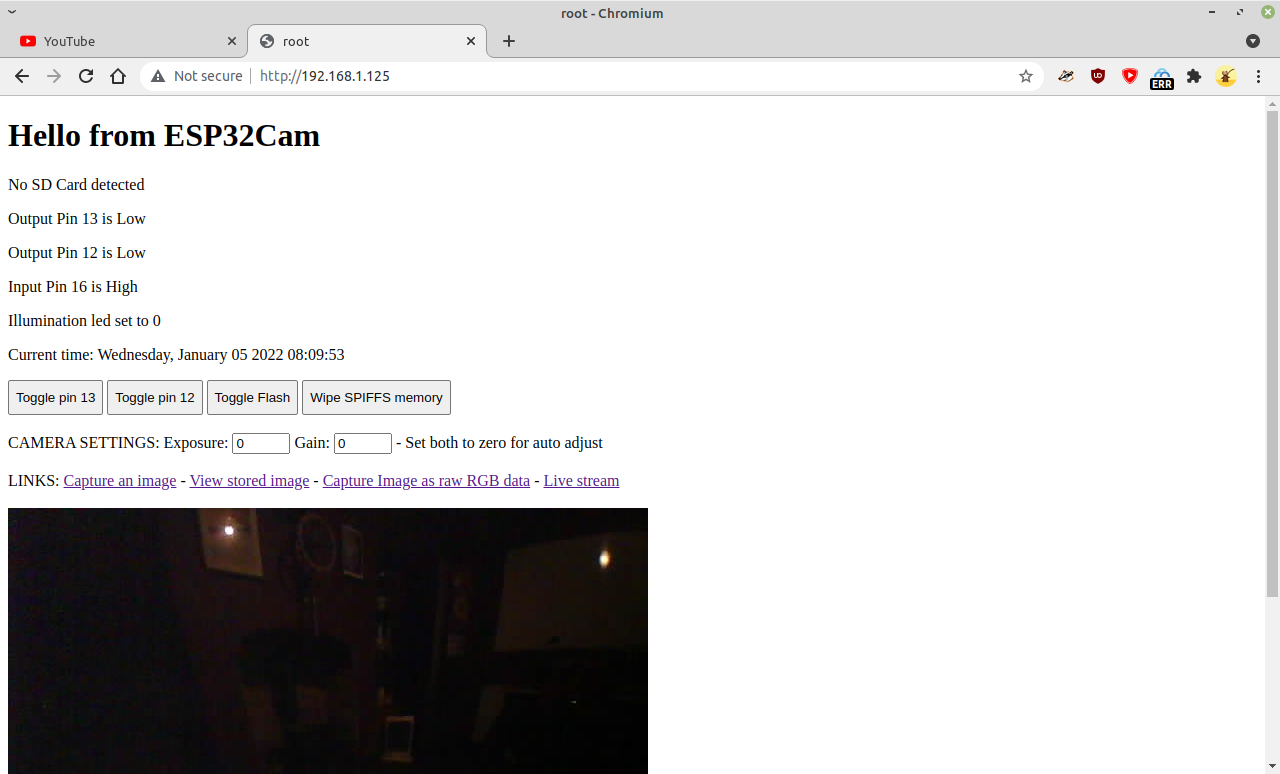 root - Chromium
YouTube
root
Not secure
http://192.168.1.125
ERR
Hello from ESP32Cam
No SD Card detected
Output Pin 13 is Low
Output Pin 12 is Low
Input Pin 16 is High
Illumination led set to 0
Current time: Wednesday, January 05 2022 08:09:53
Toggle pin 13 Toggle pin 12 Toggle Flash Wipe SPIFFS memory
CAMERA SETTINGS: Exposure: 0 Gain: 0 - Set both to zero for auto adjust
LINKS: Capture an image - View stored image - Capture Image as raw RGB data - Live stream